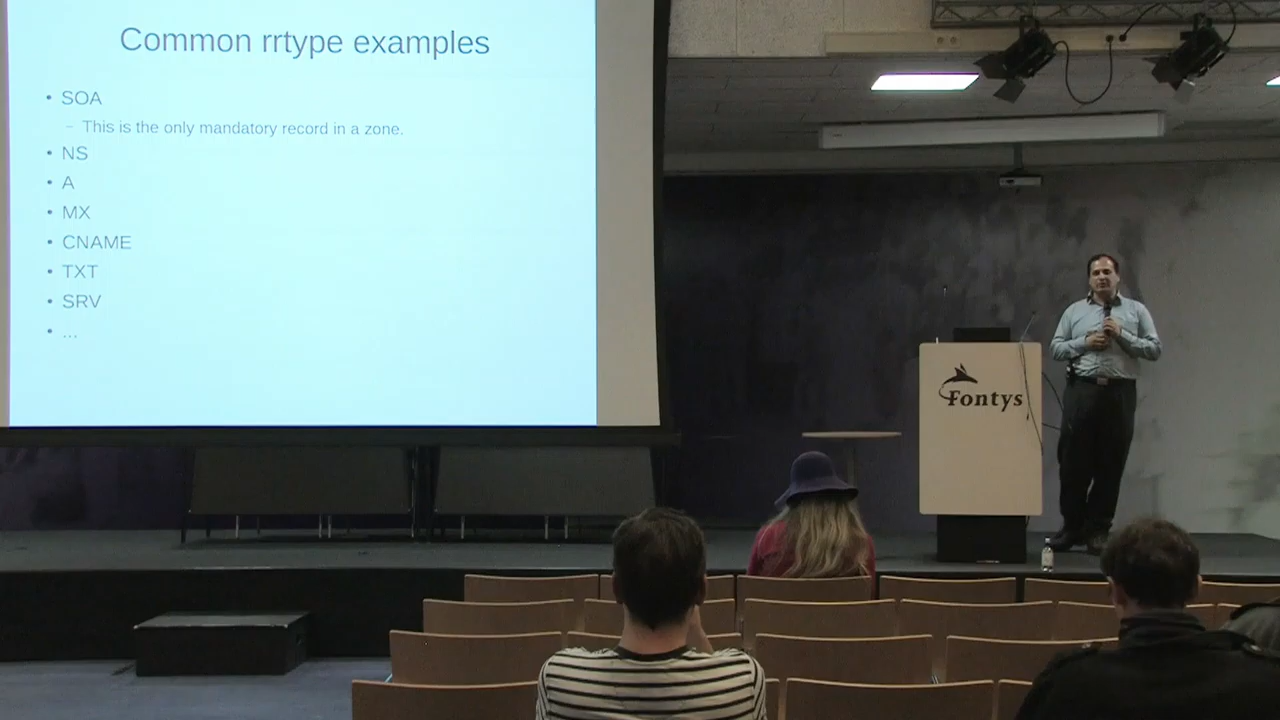 Common rrtype examples
• SOA
– This is the only mandatory record in a zone.
• NS
• A
• MX
• CNAME
• TXT
• SRV
• ...
Fontys